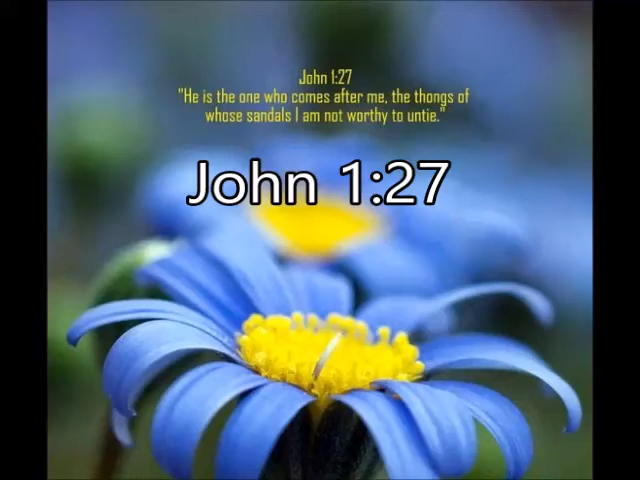 John 1:27
"He is the one who comes after me, the thongs of
whose sandals I am not worthy to untie."
John 1:27